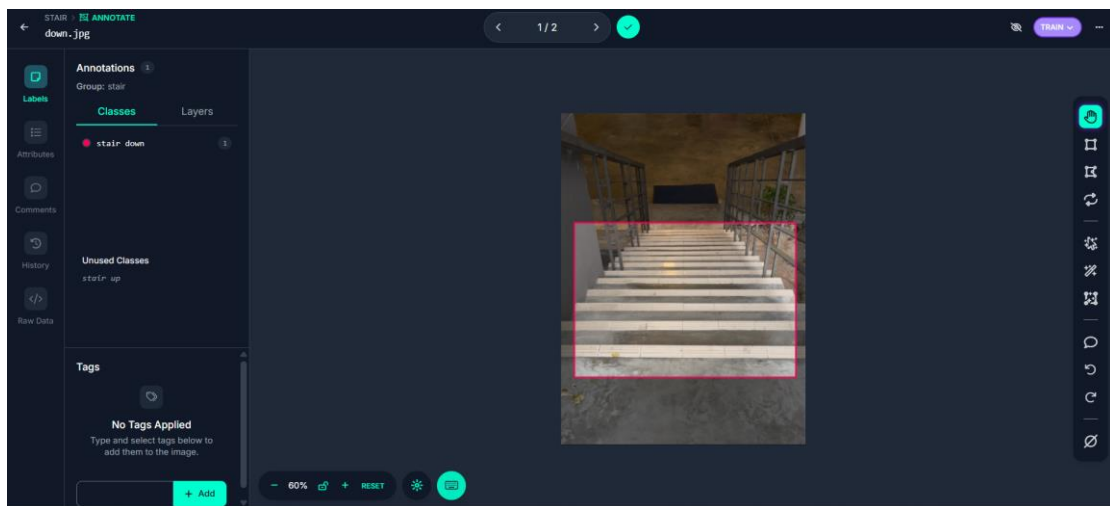 STAIR > ANNOTATE
down.jpg
1 / 2
TRAIN
Labels
Attributes
Comments
History
Raw Data
Annotations 1
Group: stair
Classes Layers
stair down 1
Unused Classes
stair up
Tags
No Tags Applied
Type and select tags below to
add them to the image.
+ Add
- 60% + RESET